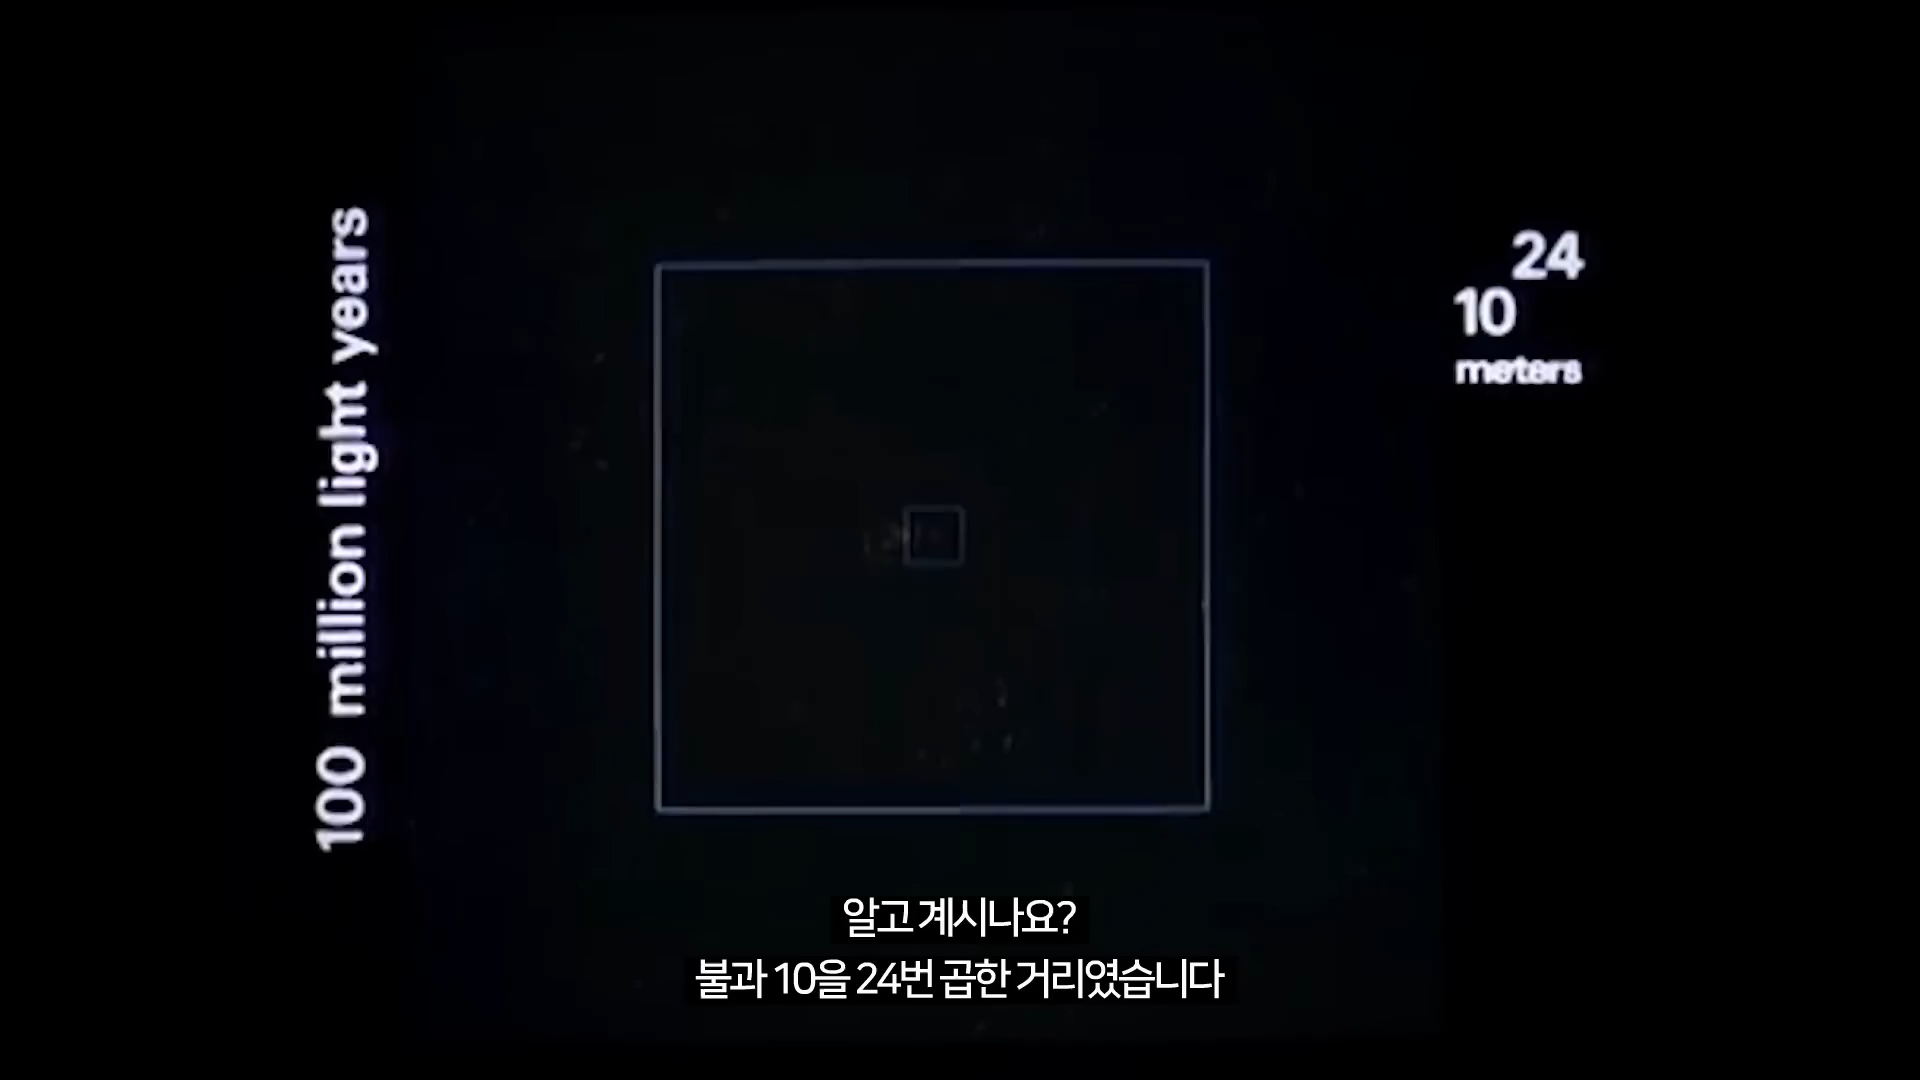 100 million light years
24
10
meters
알고 계시나요?
불과 10을 24번 곱한 거리였습니다